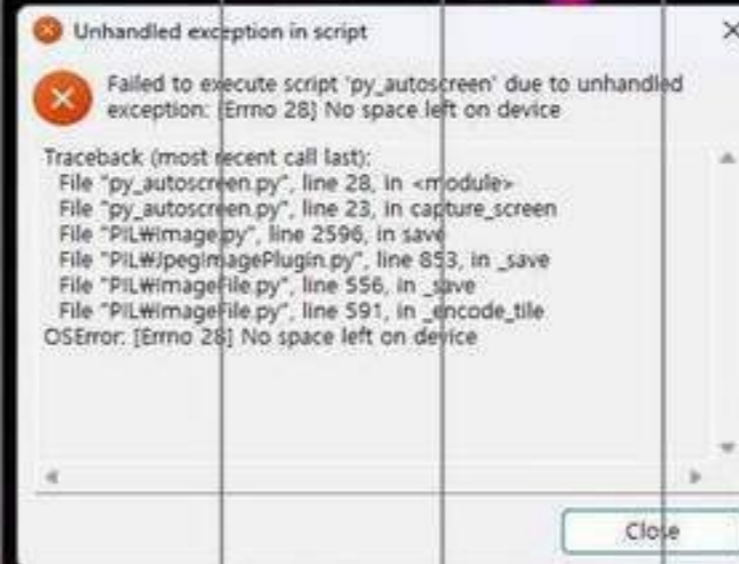 Unhandled exception in script
Failed to execute script 'py_autoscreen' due to unhandled
exception: [Errno 28] No space left on device
Traceback (most recent call last):
File "py_autoscreen.py", line 28, in <module>
File "py_autoscreen.py", line 23, in capture_screen
File "PIL₩Image.py", line 2596, in save
File "PIL₩JpegImagePlugin.py", line 853, in _save
File "PIL₩ImageFile.py", line 556, in _save
File "PIL₩ImageFile.py", line 591, in _encode_tile
OSError: [Errno 28] No space left on device
Close